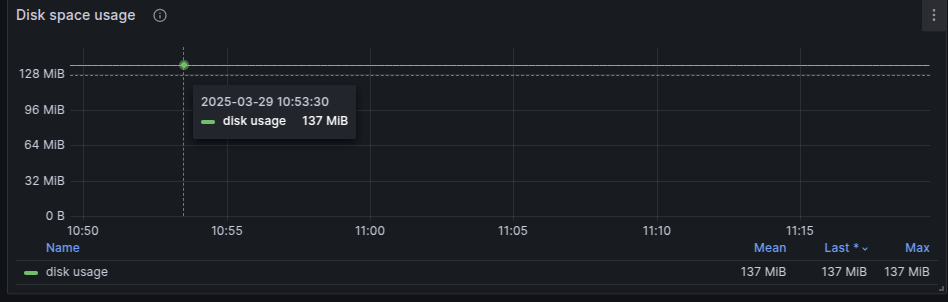 Disk space usage
128 MiB
2025-03-29 10:53:30
96 MiB
disk usage 137 MiB
64 MiB
32 MiB
0 B
10:50 10:55 11:00 11:05 11:10 11:15
Name Mean Last * Max
disk usage 137 MiB 137 MiB 137 MiB